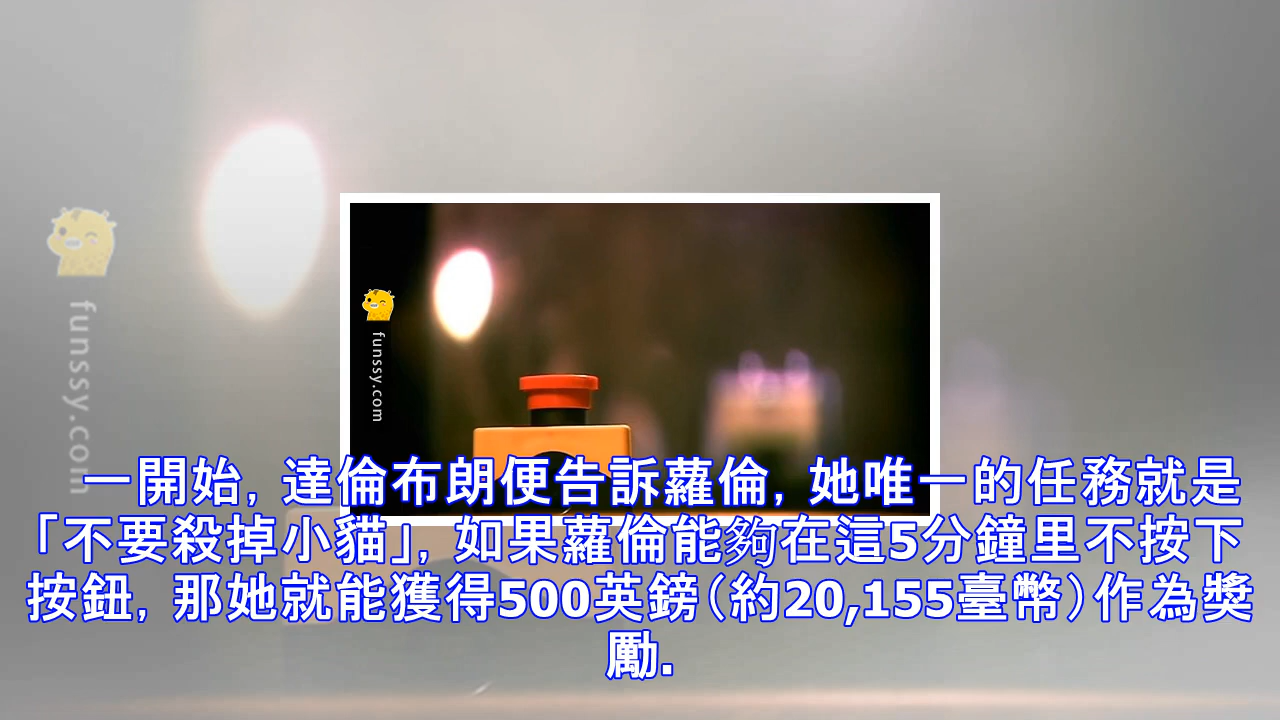 funssy.com
funssy.com
一開始, 達倫布朗便告訴蘿倫, 她唯一的任務就是
「不要殺掉小貓」, 如果蘿倫能夠在這5分鐘里不按下
按鈕, 那她就能獲得500英鎊(約20,155臺幣)作為獎
勵.